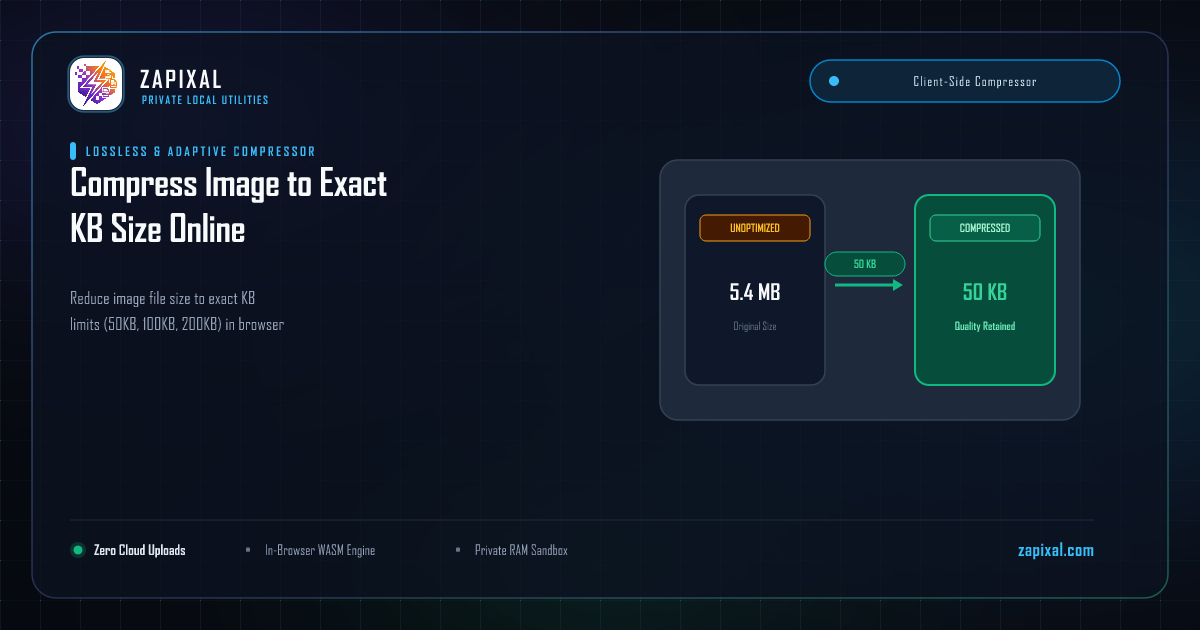 ZAPIXAL
PRIVATE LOCAL UTILITIES
Client-Side Compressor
LOSSLESS & ADAPTIVE COMPRESSOR
Compress Image to Exact
KB Size Online
Reduce image file size to exact KB
limits (50KB, 100KB, 200KB) in browser
UNOPTIMIZED
5.4 MB
Original Size
50 KB
COMPRESSED
50 KB
Quality Retained
Zero Cloud Uploads
In-Browser WASM Engine
Private RAM Sandbox
zapixal.com